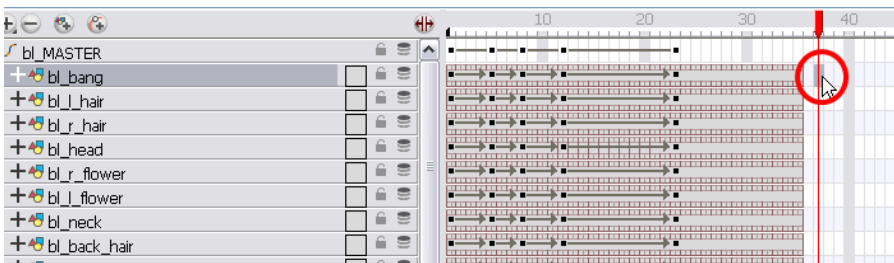 10 20 30 40
bl_MASTER
bl_bang
bl_l_hair
bl_r_hair
bl_head
bl_r_flower
bl_l_flower
bl_neck
bl_back_hair